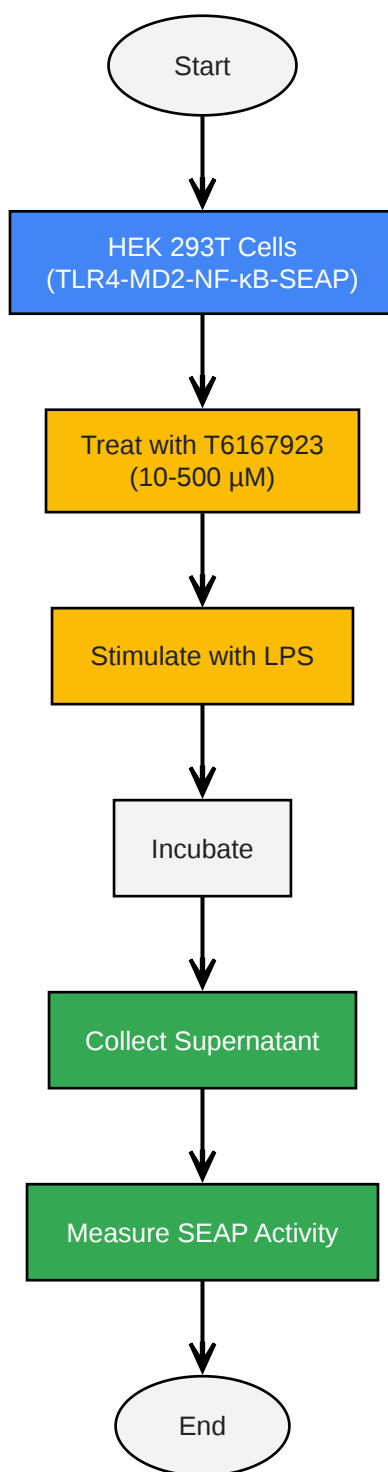 Start
HEK 293T Cells
(TLR4-MD2-NF-κB-SEAP)
Treat with T6167923
(10-500 µM)
Stimulate with LPS
Incubate
Collect Supernatant
Measure SEAP Activity
End